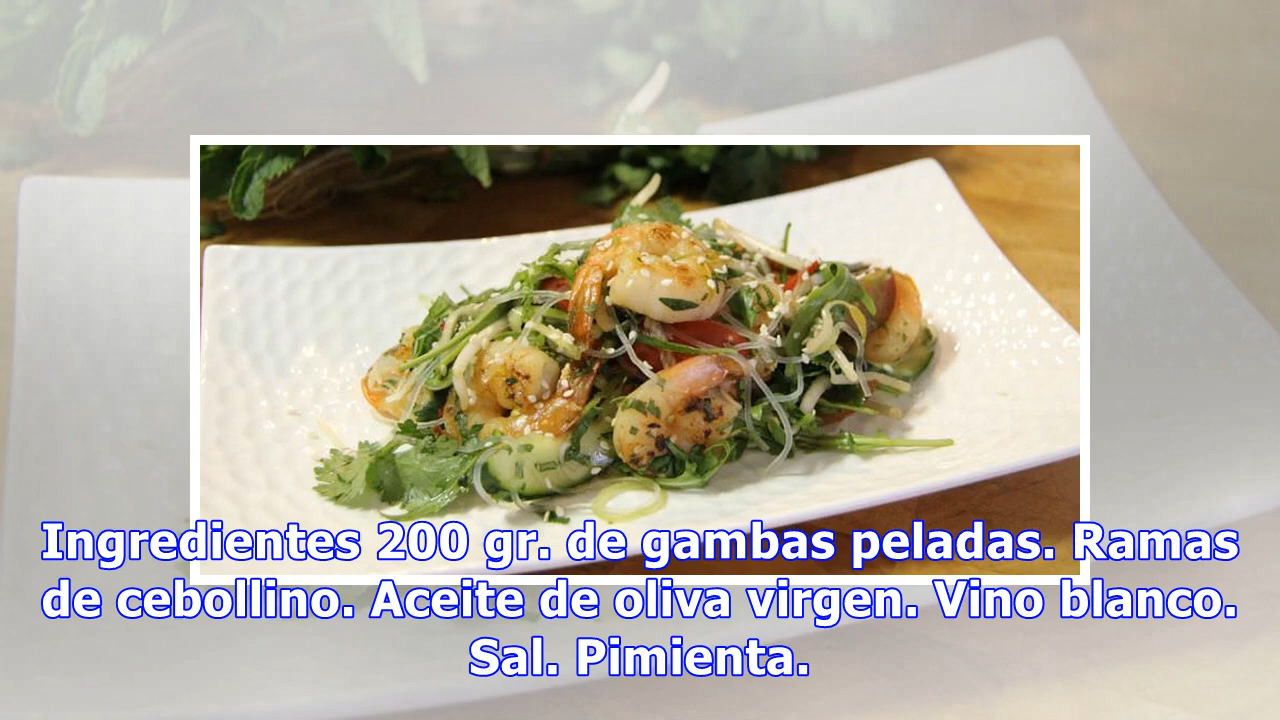 Ingredientes 200 gr. de gambas peladas. Ramas
de cebollino. Aceite de oliva virgen. Vino blanco.
Sal. Pimienta.